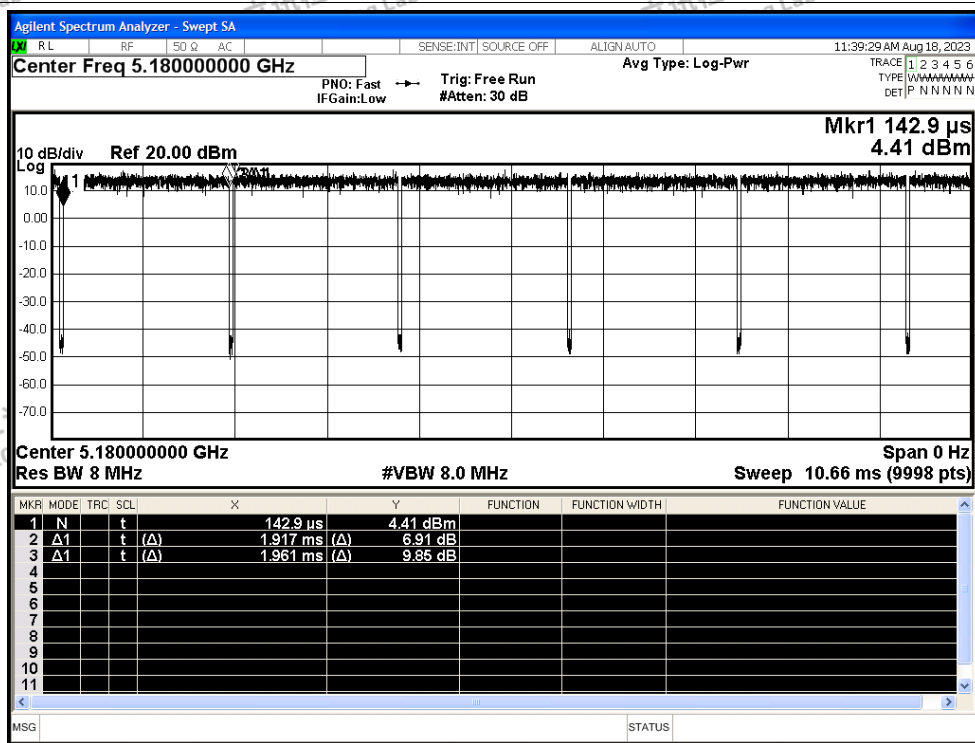 Agilent Spectrum Analyzer - Swept SA
LXI RL RF 50 Ω AC SENSE:INT SOURCE OFF ALIGN AUTO 11:39:29 AM Aug 18, 2023
Center Freq 5.180000000 GHz
PNO: Fast
IFGain:Low
Trig: Free Run
#Atten: 30 dB
Avg Type: Log-Pwr
TRACE 1 2 3 4 5 6
TYPE W
DET P N N N N N
Mkr1 142.9 µs
4.41 dBm
10 dB/div Ref 20.00 dBm
Log
10.0
0.00
-10.0
-20.0
-30.0
-40.0
-50.0
-60.0
-70.0
1
Center 5.180000000 GHz Span 0 Hz
Res BW 8 MHz #VBW 8.0 MHz Sweep 10.66 ms (9998 pts)
MKR MODE TRC SCL X Y FUNCTION FUNCTION WIDTH FUNCTION VALUE
1 N t 142.9 µs 4.41 dBm
2 Δ1 t (Δ) 1.917 ms (Δ) 6.91 dB
3 Δ1 t (Δ) 1.961 ms (Δ) 9.85 dB
4
5
6
7
8
9
10
11
MSG STATUS